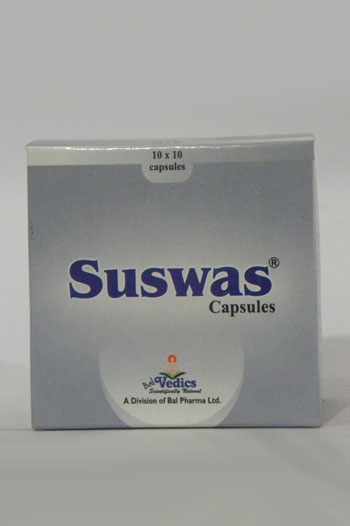 10 x 10
capsules
Suswas®
Capsules
Bal Vedics
Scientifically Natural
A Division of Bal Pharma Ltd.